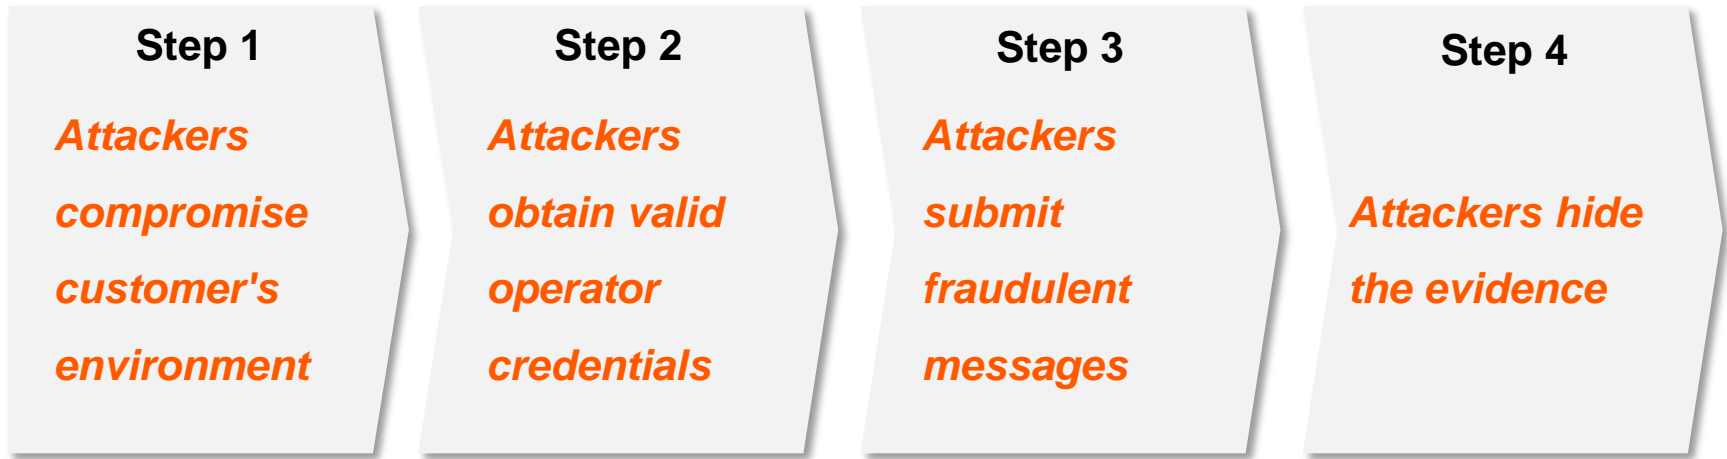 Step 1
Attackers
compromise
customer's
environment
Step 2
Attackers
obtain valid
operator
credentials
Step 3
Attackers
submit
fraudulent
messages
Step 4
Attackers hide
the evidence